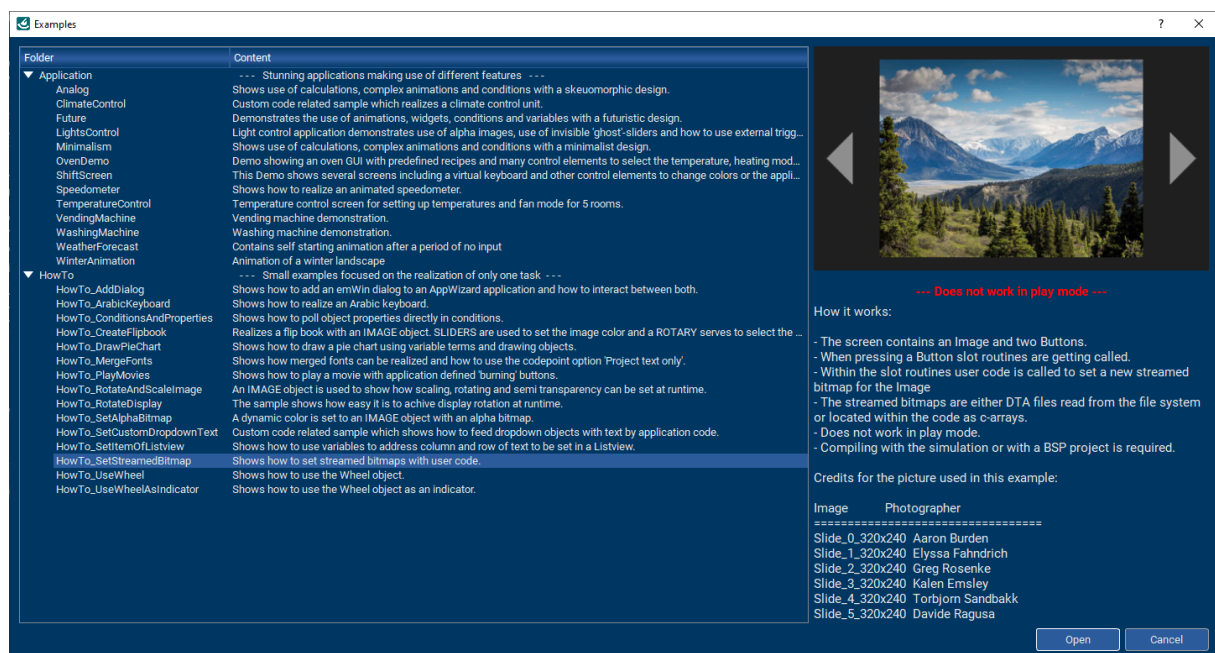 Examples
? ×
Folder Content
Application --- Stunning applications making use of different features ---
Analog Shows use of calculations, complex animations and conditions with a skeuomorphic design.
ClimateControl Custom code related sample which realizes a climate control unit.
Future Demonstrates the use of animations, widgets, conditions and variables with a futuristic design.
LightsControl Light control application demonstrates use of alpha images, use of invisible 'ghost'-sliders and how to use external trigg...
Minimalism Shows use of calculations, complex animations and conditions with a minimalist design.
OvenDemo Demo showing an oven GUI with predefined recipes and many control elements to select the temperature, heating mod...
ShiftScreen This Demo shows several screens including a virtual keyboard and other control elements to change colors or the appli...
Speedometer Shows how to realize an animated speedometer.
TemperatureControl Temperature control screen for setting up temperatures and fan mode for 5 rooms.
VendingMachine Vending machine demonstration.
WashingMachine Washing machine demonstration.
WeatherForecast Contains self starting animation after a period of no input
WinterAnimation Animation of a winter landscape
HowTo --- Small examples focused on the realization of only one task ---
HowTo_AddDialog Shows how to add an emWin dialog to an AppWizard application and how to interact between both.
HowTo_ArabicKeyboard Shows how to realize an Arabic keyboard.
HowTo_ConditionsAndProperties Shows how to poll object properties directly in conditions.
HowTo_CreateFlipbook Realizes a flip book with an IMAGE object. SLIDERS are used to set the image color and a ROTARY serves to select the ...
HowTo_DrawPieChart Shows how to draw a pie chart using variable terms and drawing objects.
HowTo_MergeFonts Shows how merged fonts can be realized and how to use the codepoint option 'Project text only'.
HowTo_PlayMovies Shows how to play a movie with application defined 'burning' buttons.
HowTo_RotateAndScaleImage An IMAGE object is used to show how scaling, rotating and semi transparency can be set at runtime.
HowTo_RotateDisplay The sample shows how easy it is to achive display rotation at runtime.
HowTo_SetAlphaBitmap A dynamic color is set to an IMAGE object with an alpha bitmap.
HowTo_SetCustomDropdownText Custom code related sample which shows how to feed dropdown objects with text by application code.
HowTo_SetItemOfListview Shows how to use variables to address column and row of text to be set in a Listview.
HowTo_SetStreamedBitmap Shows how to set streamed bitmaps with user code.
HowTo_UseWheel Shows how to use the Wheel object.
HowTo_UseWheelAsIndicator Shows how to use the Wheel object as an indicator.
--- Does not work in play mode ---
How it works:
- The screen contains an Image and two Buttons.
- When pressing a Button slot routines are getting called.
- Within the slot routines user code is called to set a new streamed
bitmap for the Image
- The streamed bitmaps are either DTA files read from the file system
or located within the code as c-arrays.
- Does not work in play mode.
- Compiling with the simulation or with a BSP project is required.
Credits for the picture used in this example:
Image Photographer
==================================
Slide_0_320x240 Aaron Burden
Slide_1_320x240 Elyssa Fahndrich
Slide_2_320x240 Greg Rosenke
Slide_3_320x240 Kalen Emsley
Slide_4_320x240 Torbjorn Sandbakk
Slide_5_320x240 Davide Ragusa
Open Cancel